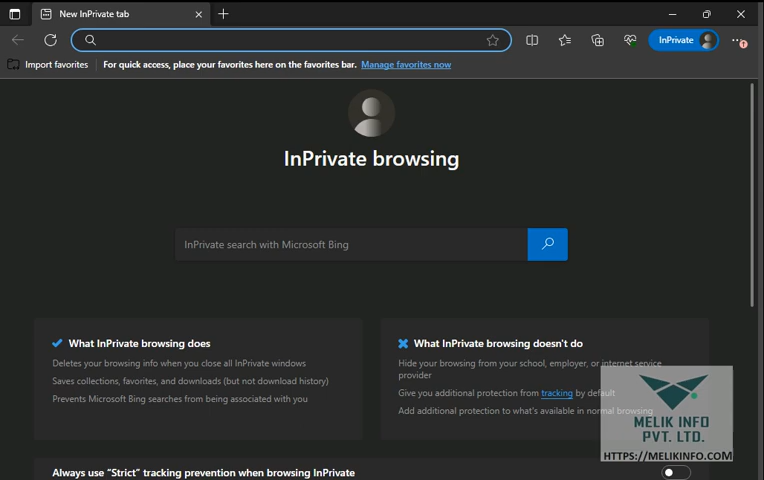 New InPrivate tab
InPrivate
Import favorites
For quick access, place your favorites here on the favorites bar. Manage favorites now
InPrivate browsing
InPrivate search with Microsoft Bing
What InPrivate browsing does
Deletes your browsing info when you close all InPrivate windows
Saves collections, favorites, and downloads (but not download history)
Prevents Microsoft Bing searches from being associated with you
What InPrivate browsing doesn't do
Hide your browsing from your school, employer, or internet service
provider
Give you additional protection from tracking by default
Add additional protection to what's available in normal browsing
MELIK INFO
PVT. LTD.
HTTPS://MELIKINFO.COM
Always use "Strict" tracking prevention when browsing InPrivate